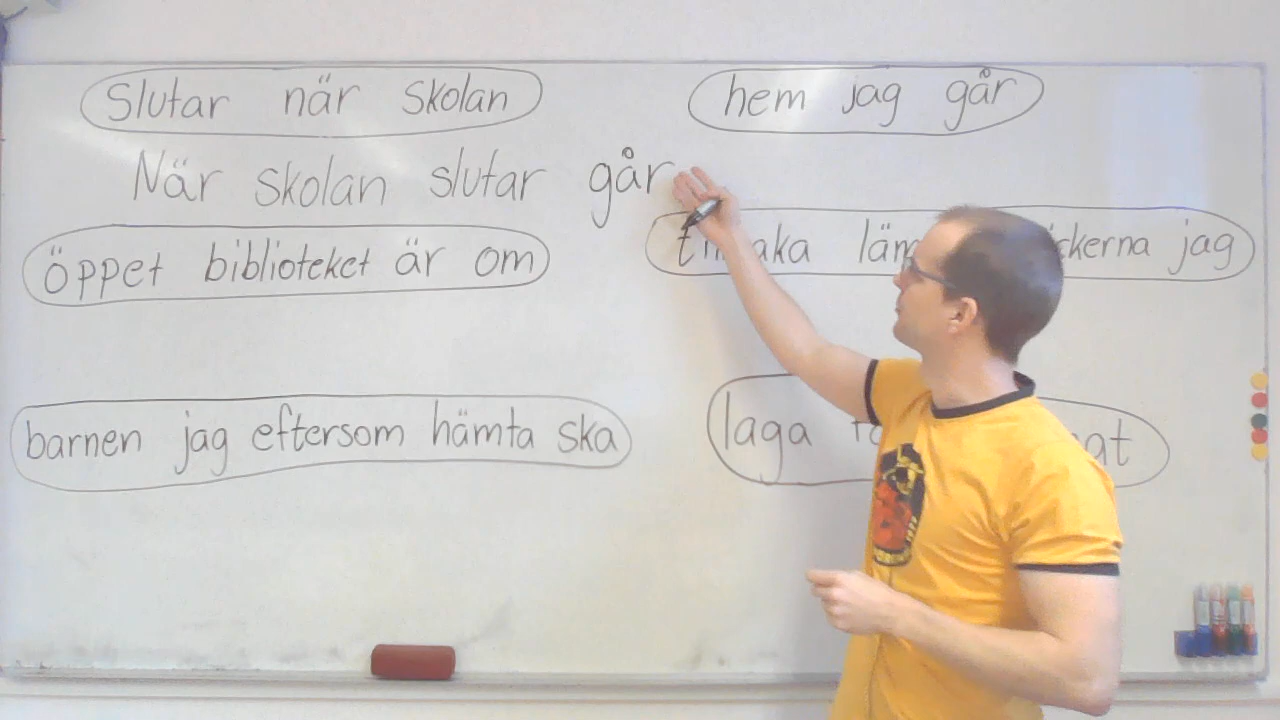 Slutar när skolan hem jag går
När skolan slutar går
öppet biblioteket är om jag
barnen jag eftersom hämta ska laga